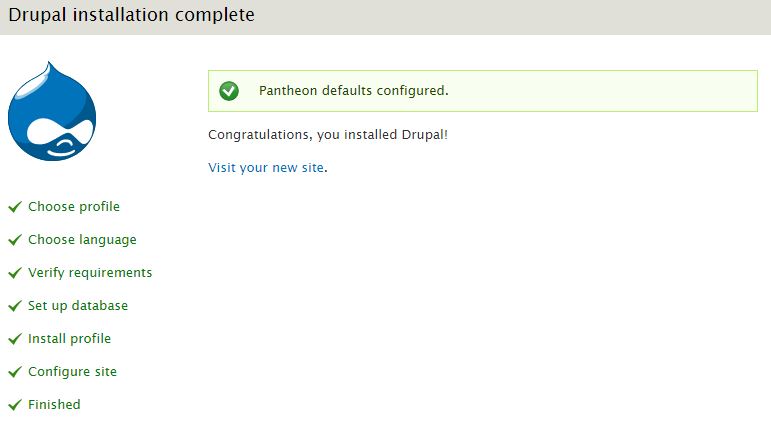 Drupal installation complete
Pantheon defaults configured.
Congratulations, you installed Drupal!
Visit your new site.
Choose profile
Choose language
Verify requirements
Set up database
Install profile
Configure site
Finished